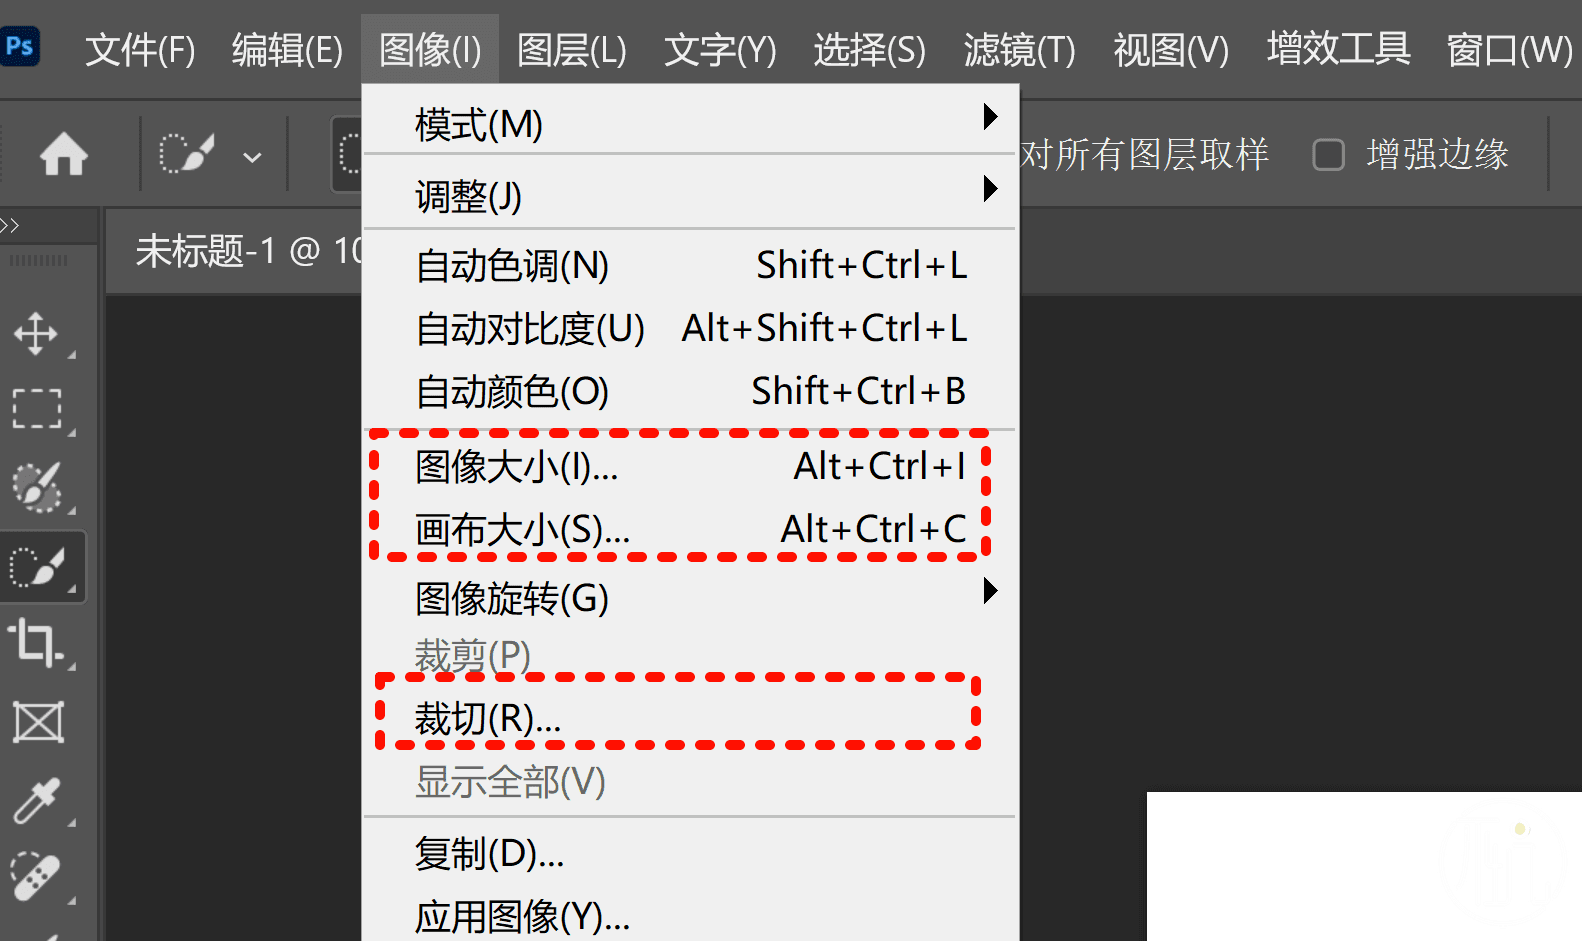 Ps 文件(F) 编辑(E) 图像(I) 图层(L) 文字(Y) 选择(S) 滤镜(T) 视图(V) 增效工具 窗口(W)
对所有图层取样 增强边缘
未标题-1 @ 10
模式(M)
调整(J)
自动色调(N) Shift+Ctrl+L
自动对比度(U) Alt+Shift+Ctrl+L
自动颜色(O) Shift+Ctrl+B
图像大小(I)... Alt+Ctrl+I
画布大小(S)... Alt+Ctrl+C
图像旋转(G)
裁剪(P)
裁切(R)...
显示全部(V)
复制(D)...
应用图像(Y)...